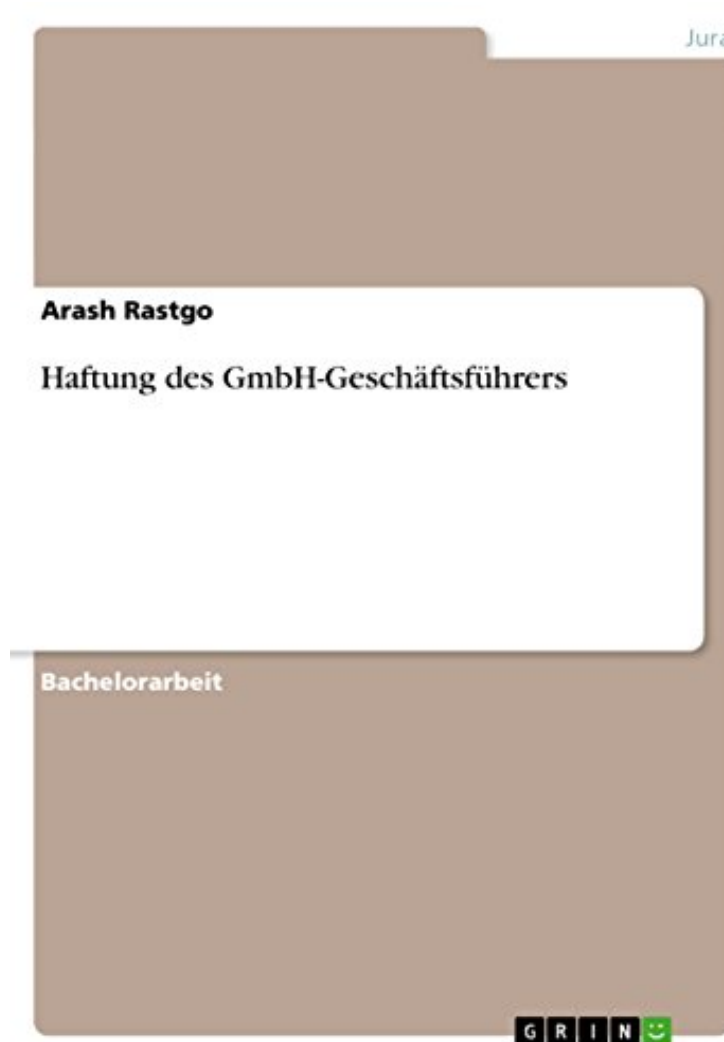 Jura
Arash Rastgo
Haftung des GmbH-Geschäftsführers
Bachelorarbeit
GRIN